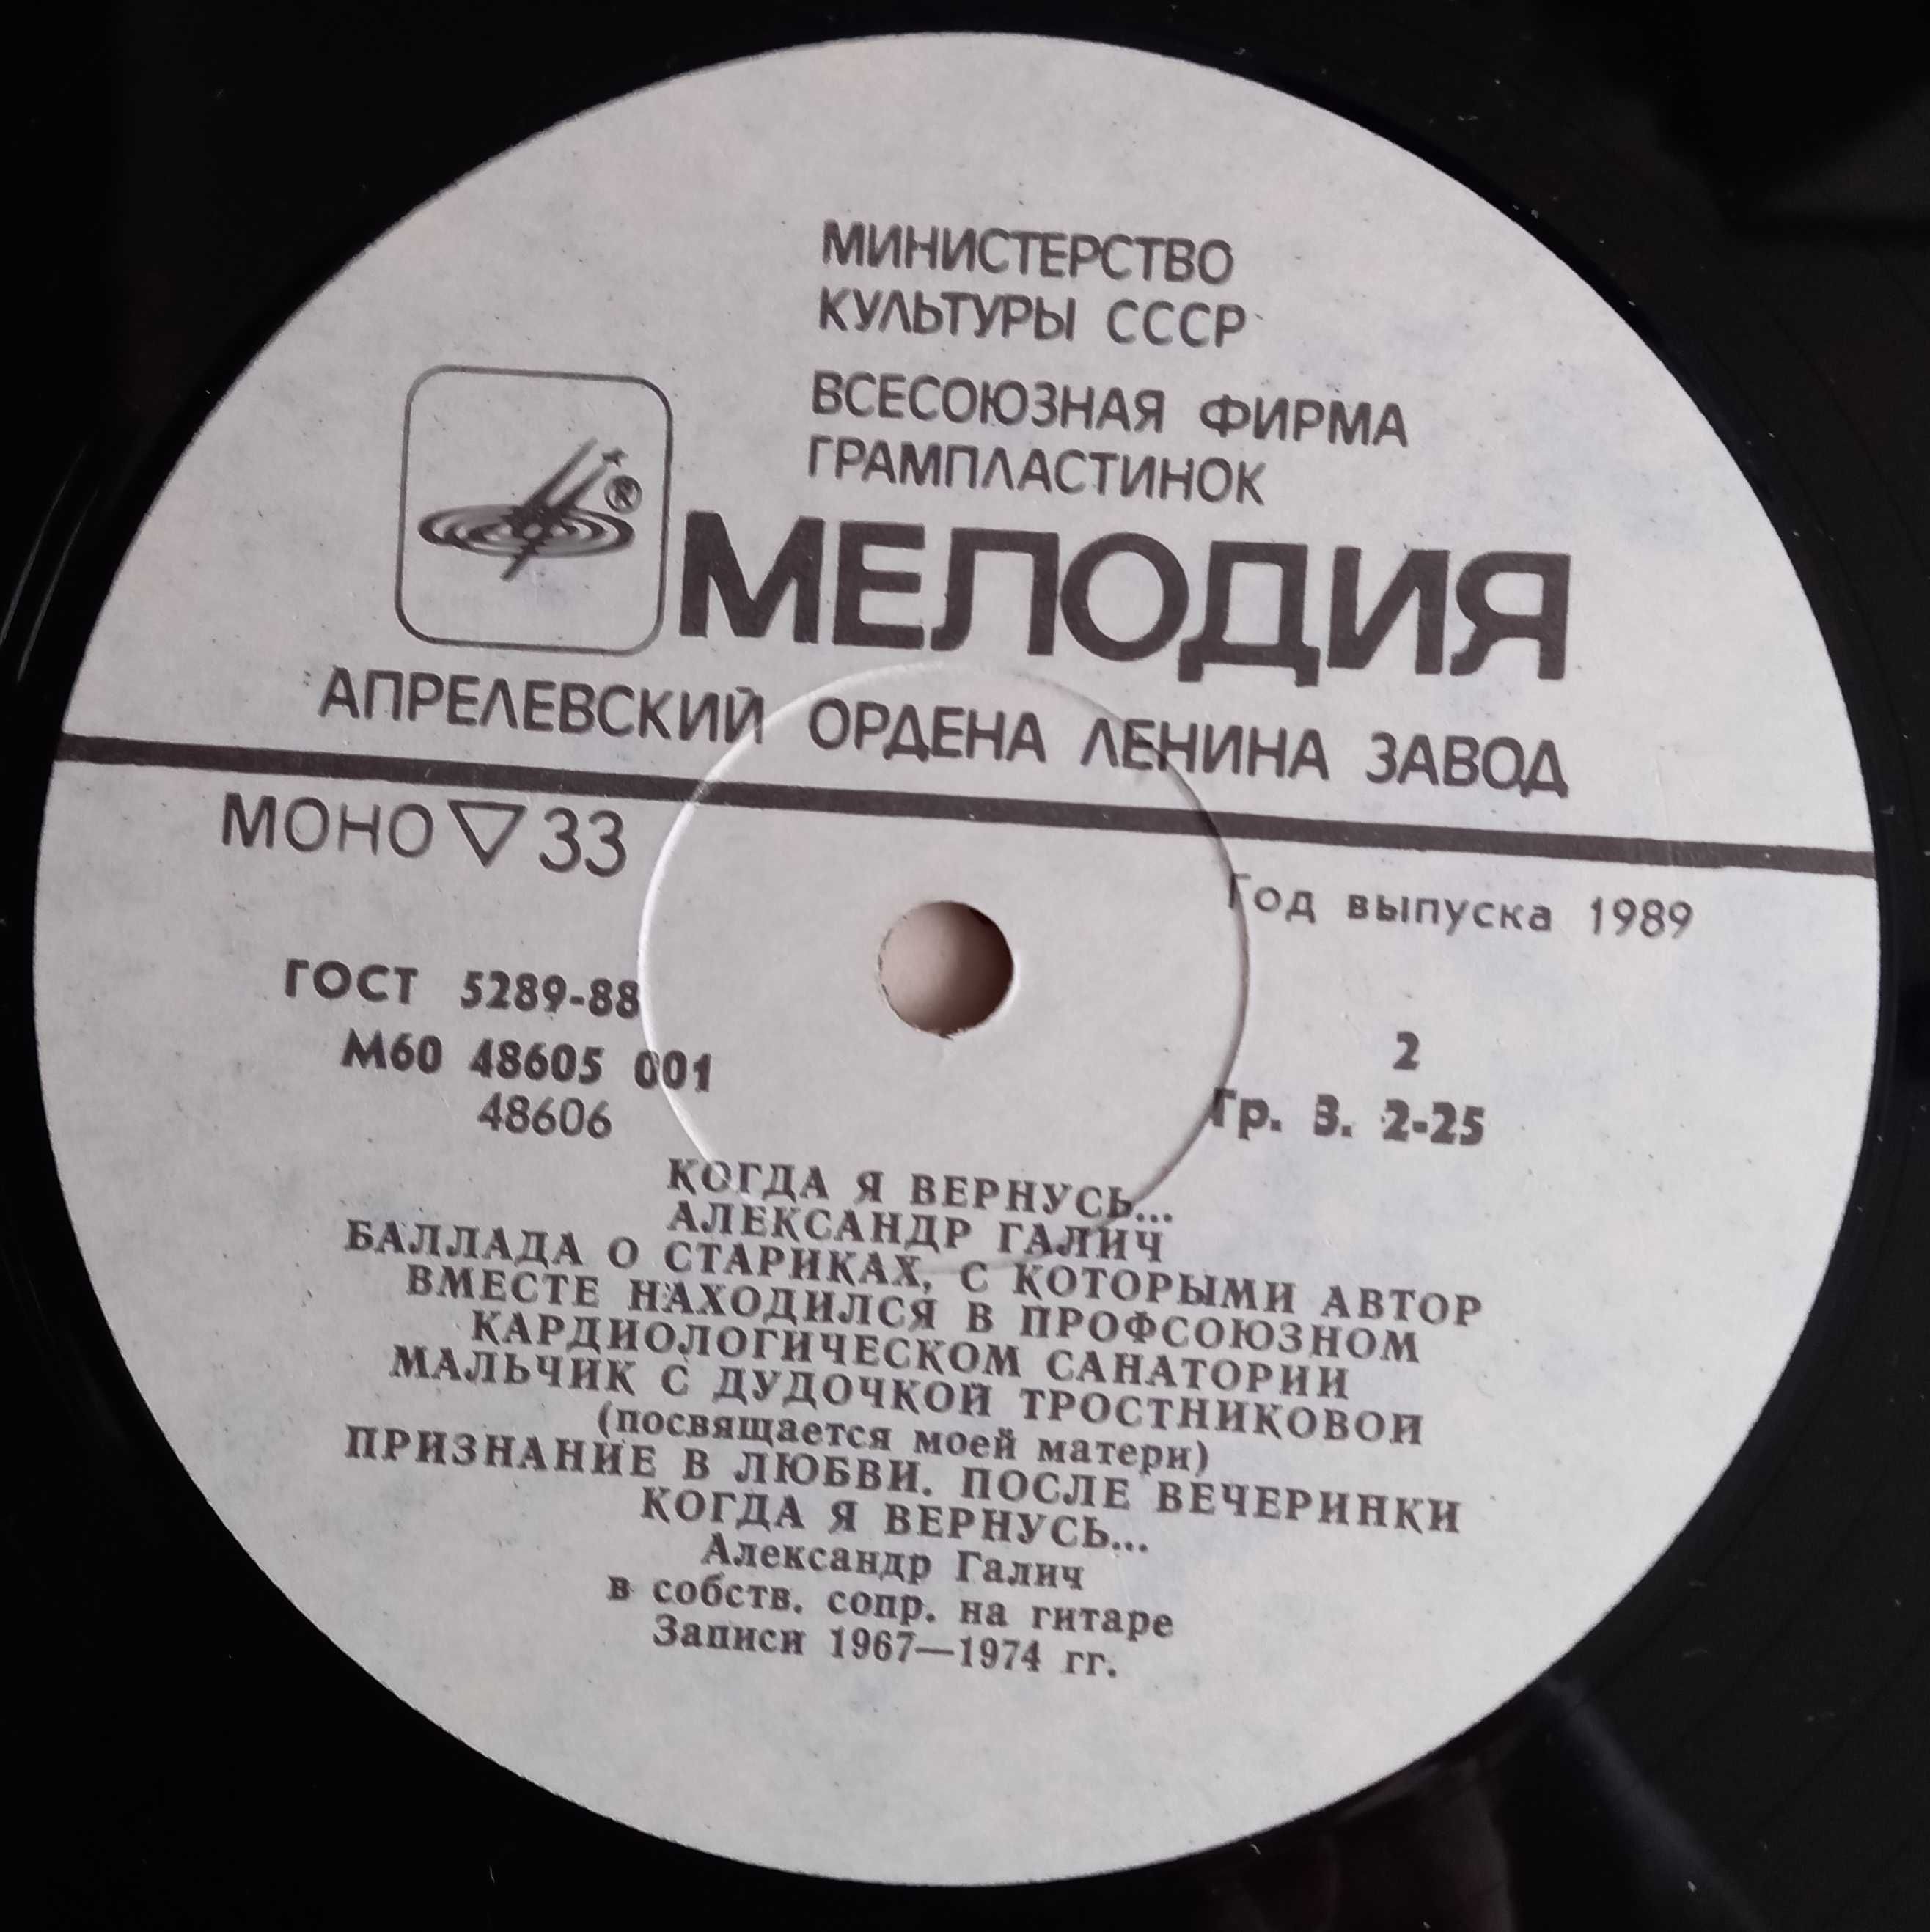 МИНИСТЕРСТВО
КУЛЬТУРЫ СССР
ВСЕСОЮЗНАЯ ФИРМА
ГРАМПЛАСТИНОК
®
МЕЛОДИЯ
АПРЕЛЕВСКИЙ ОРДЕНА ЛЕНИНА ЗАВОД
МОНО ▽ 33
Год выпуска 1989
ГОСТ 5289-88
М60 48605 001
48606
2
Гр. 3. 2-25
КОГДА Я ВЕРНУСЬ...
АЛЕКСАНДР ГАЛИЧ
БАЛЛАДА О СТАРИКАХ, С КОТОРЫМИ АВТОР
ВМЕСТЕ НАХОДИЛСЯ В ПРОФСОЮЗНОМ
КАРДИОЛОГИЧЕСКОМ САНАТОРИИ
МАЛЬЧИК С ДУДОЧКОЙ ТРОСТНИКОВОЙ
(посвящается моей матери)
ПРИЗНАНИЕ В ЛЮБВИ. ПОСЛЕ ВЕЧЕРИНКИ
КОГДА Я ВЕРНУСЬ...
Александр Галич
в собств. сопр. на гитаре
Записи 1967—1974 гг.